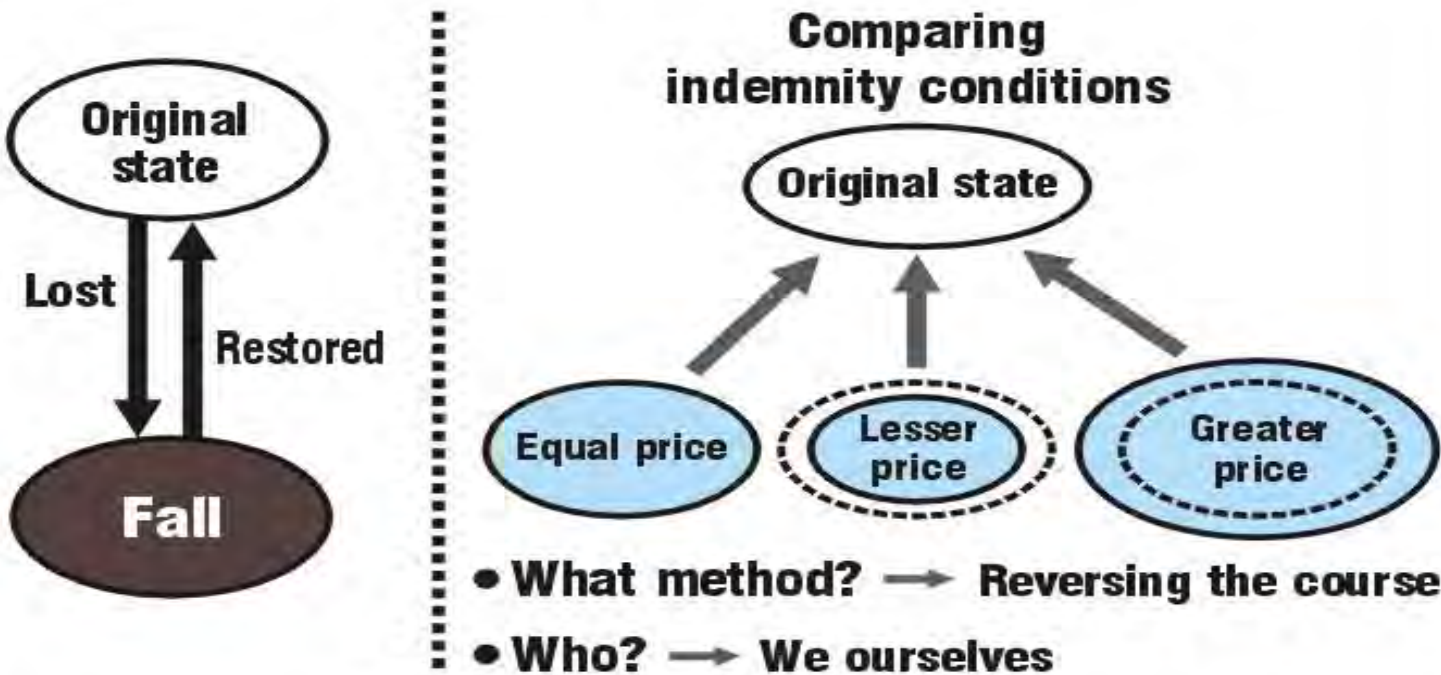 Original
state
Lost
Restored
Fall
Comparing
indemnity conditions
Original state
Equal price
Lesser
price
Greater
price
• What method? → Reversing the course
• Who? → We ourselves